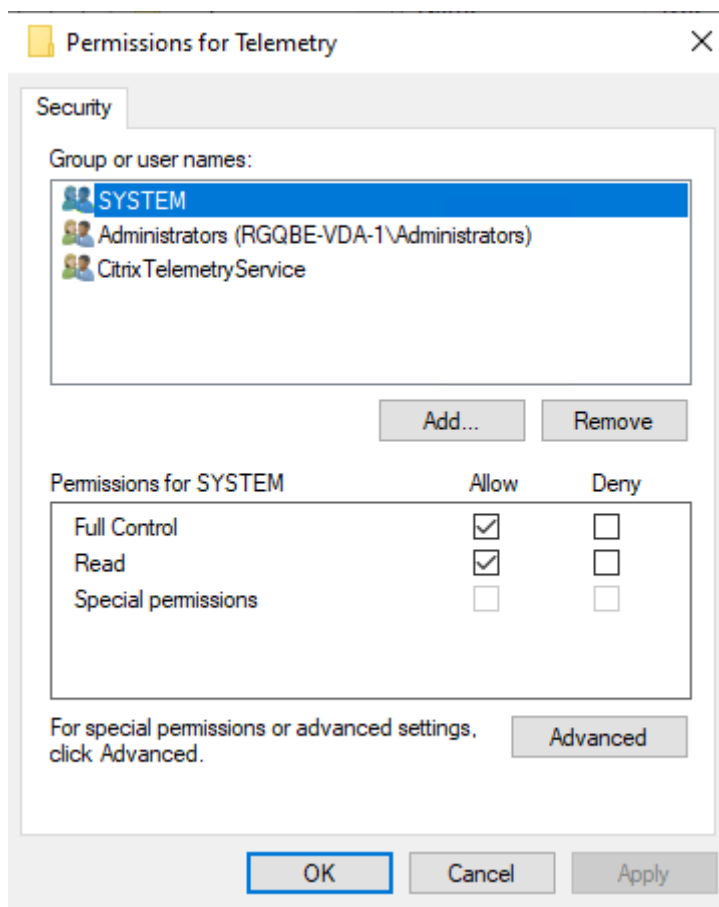 Permissions for Telemetry
Security
Group or user names:
SYSTEM
Administrators (RGQBE-VDA-1\Administrators)
CitrixTelemetryService
Add... Remove
Permissions for SYSTEM Allow Deny
Full Control
Read
Special permissions
For special permissions or advanced settings, Advanced
click Advanced.
OK Cancel Apply